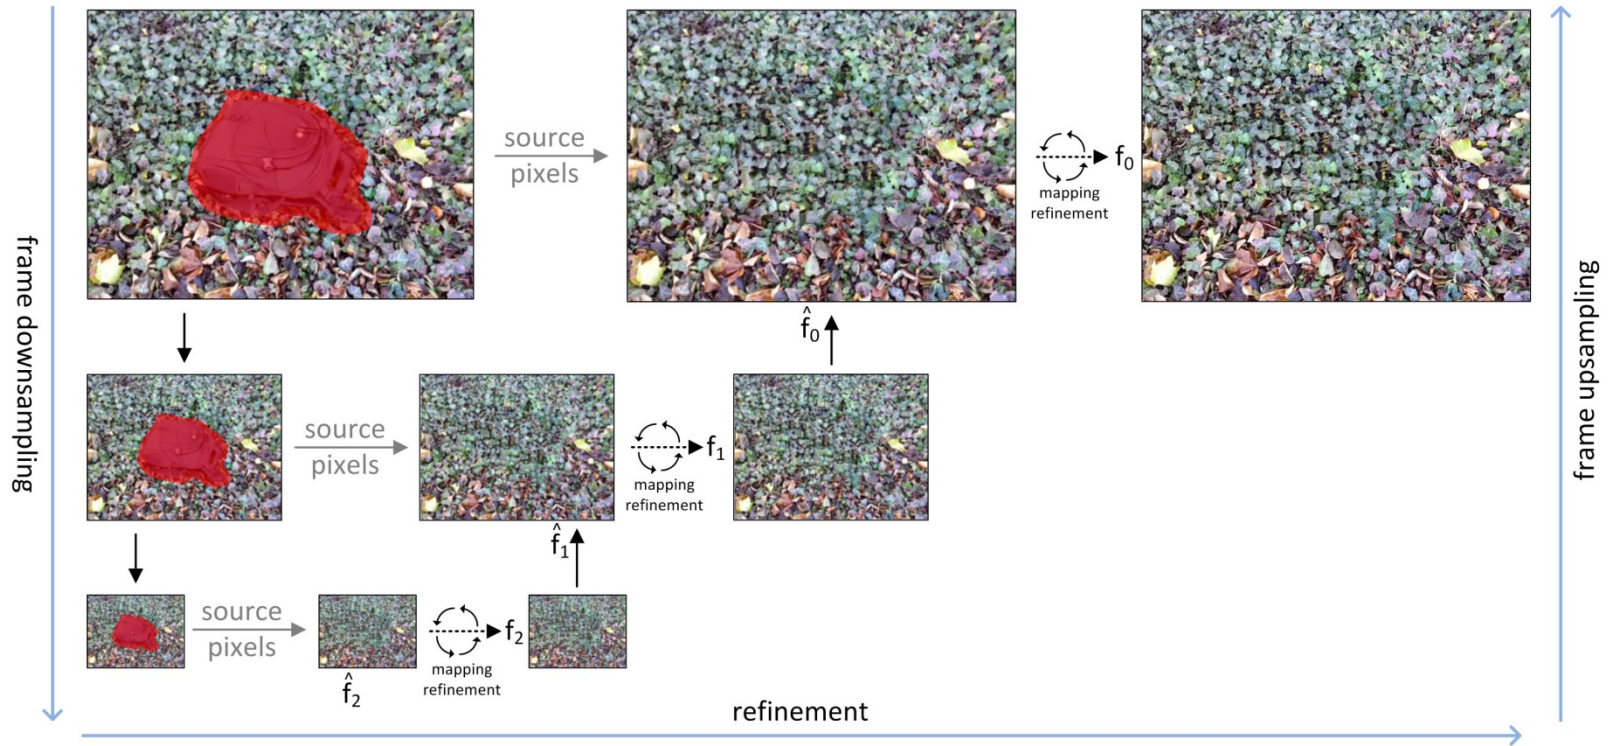 source
pixels
f₀
mapping
refinement
f̂₀
frame downsampling
frame upsampling
source
pixels
f₁
mapping
refinement
f̂₁
source
pixels
f₂
mapping
refinement
f̂₂
refinement